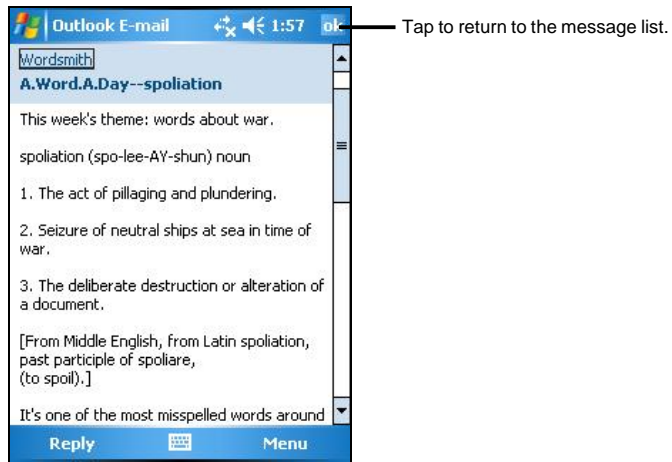 Outlook E-mail 1:57 ok
Tap to return to the message list.
Wordsmith
A.Word.A.Day--spoliation
This week's theme: words about war.
spoliation (spo-lee-AY-shun) noun
1. The act of pillaging and plundering.
2. Seizure of neutral ships at sea in time of
war.
3. The deliberate destruction or alteration of
a document.
[From Middle English, from Latin spoliation,
past participle of spoliare,
(to spoil).]
It's one of the most misspelled words around
Reply Menu